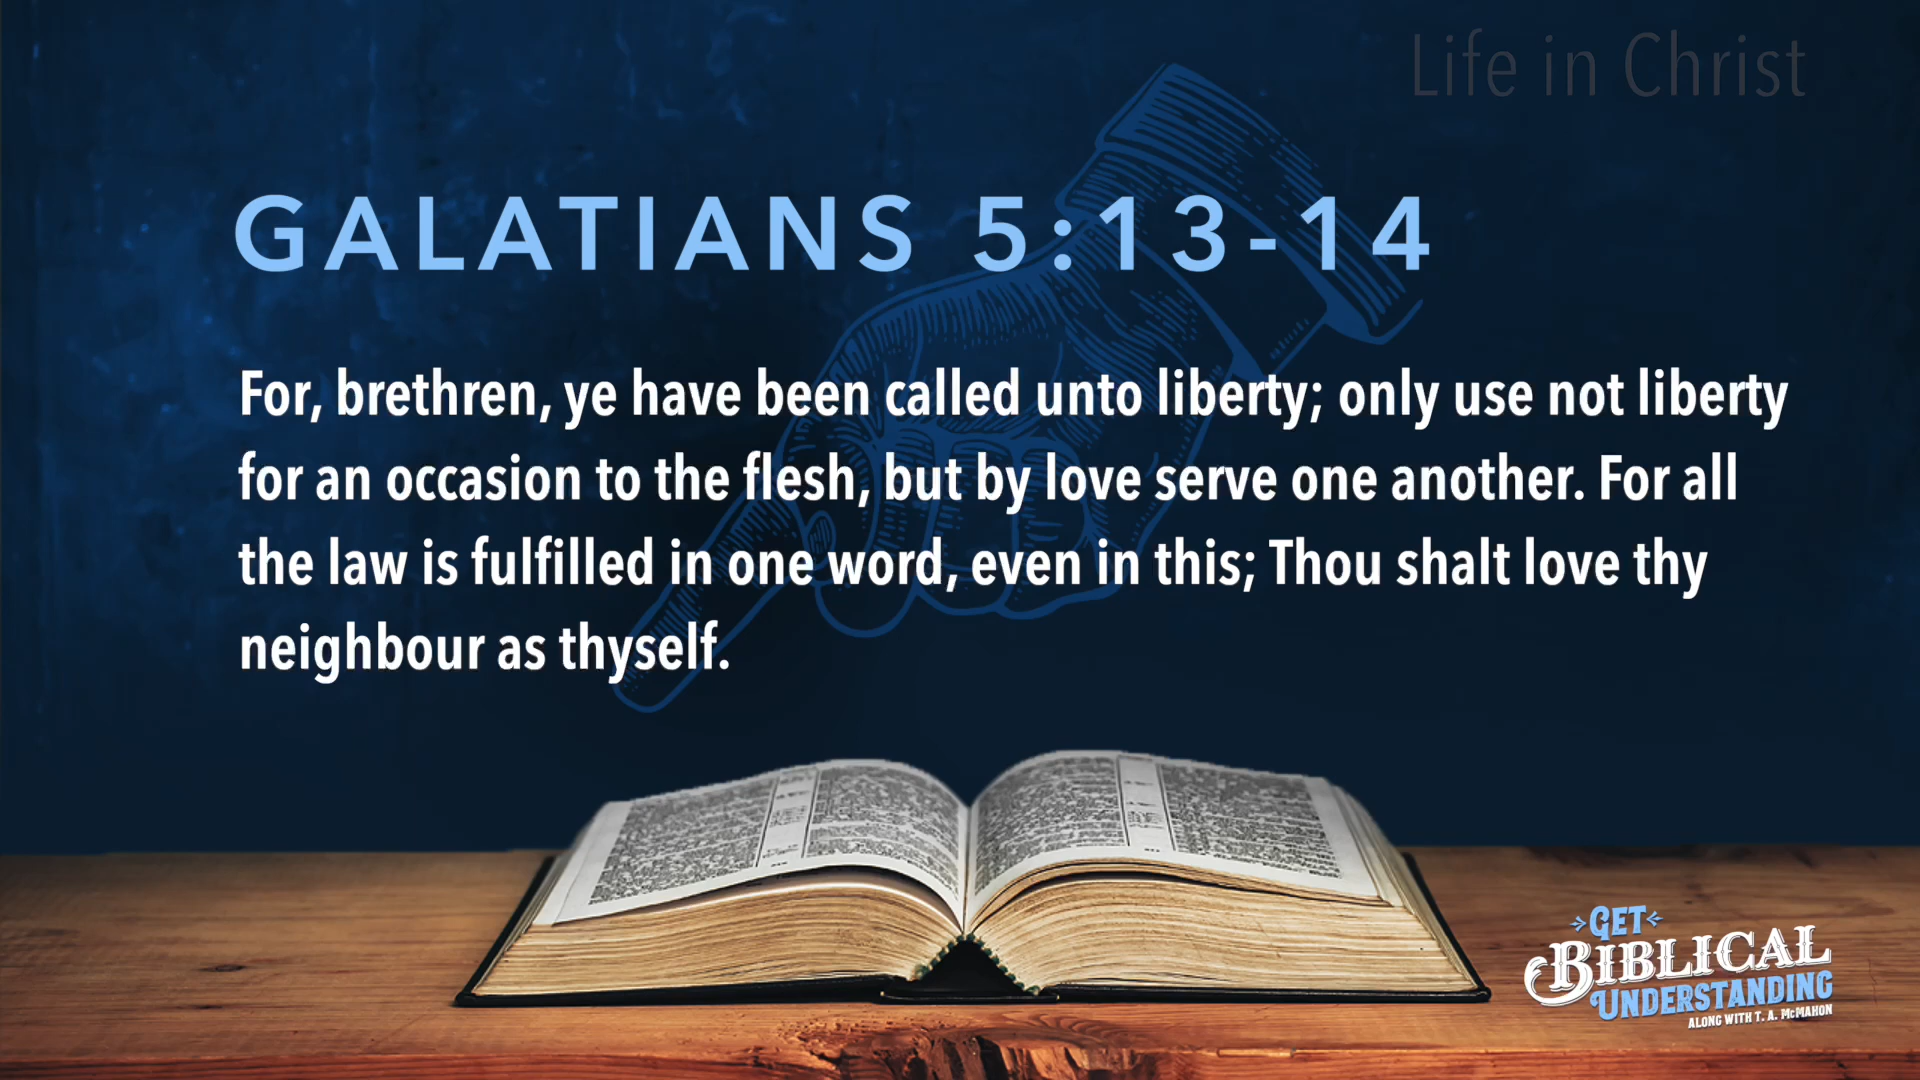 Life in Christ
GALATIANS 5:13-14
For, brethren, ye have been called unto liberty; only use not liberty
for an occasion to the flesh, but by love serve one another. For all
the law is fulfilled in one word, even in this; Thou shalt love thy
neighbour as thyself.
GET
BIBLICAL
UNDERSTANDING
ALONG WITH T. A. McMAHON